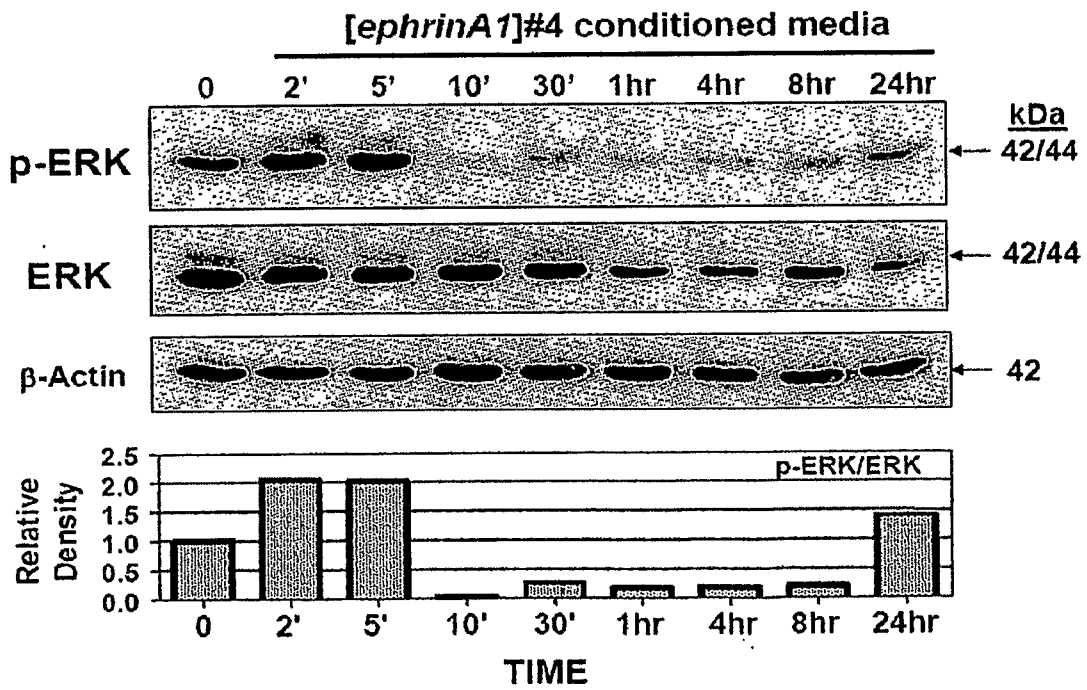 [ephrinA1]#4 conditioned media
0 2' 5' 10' 30' 1hr 4hr 8hr 24hr
kDa
p-ERK 42/44
ERK 42/44
β-Actin 42
p-ERK/ERK
Relative Density
2.5
2.0
1.5
1.0
0.5
0.0
0 2' 5' 10' 30' 1hr 4hr 8hr 24hr
TIME